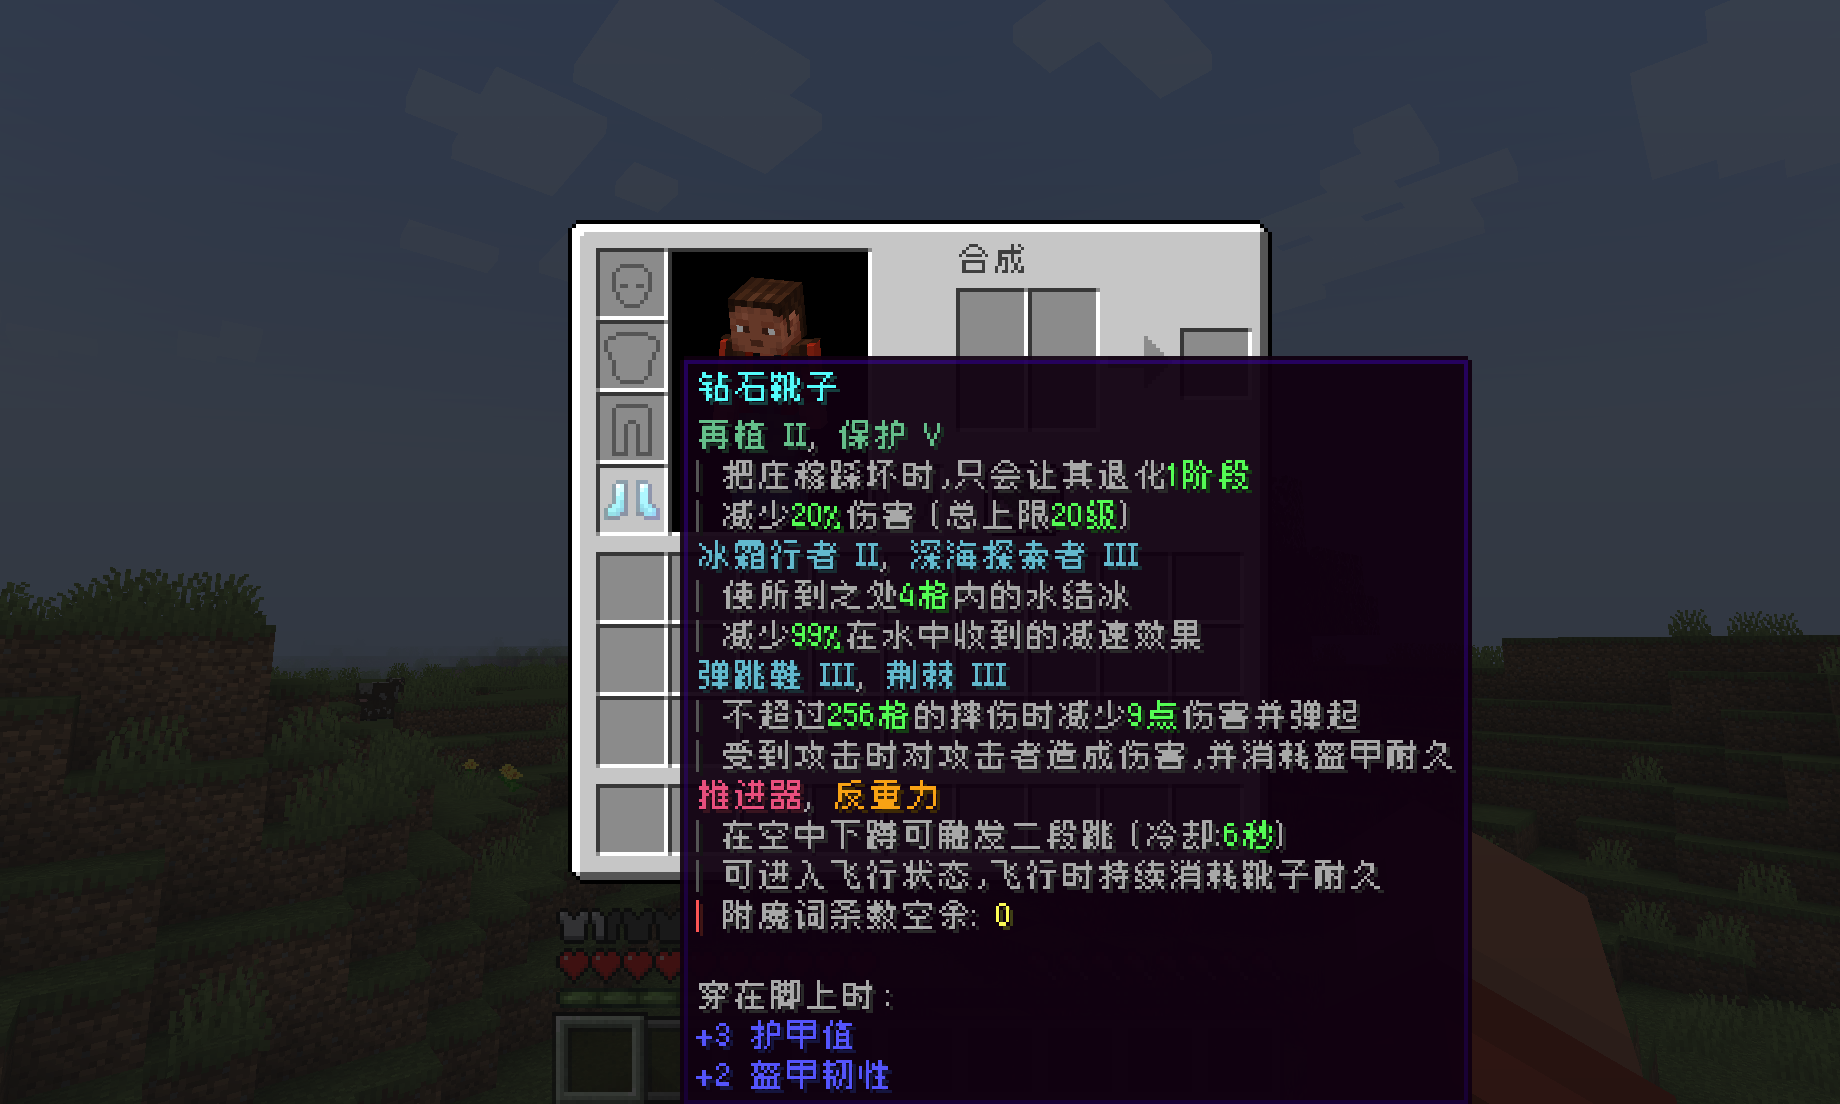 合成
钻石靴子
再植 II, 保护 V
把庄稼踩坏时,只会让其退化1阶段
减少20%伤害 (总上限20级)
冰霜行者 II, 深海探索者 III
使所到之处4格内的水结冰
减少99%在水中收到的减速效果
弹跳鞋 III, 荆棘 III
不超过256格的摔伤时减少9点伤害并弹起
受到攻击时对攻击者造成伤害,并消耗盔甲耐久
推进器, 反重力
在空中下蹲可触发二段跳 (冷却:6秒)
可进入飞行状态,飞行时持续消耗靴子耐久
附魔词条数空余: 0
穿在脚上时:
+3 护甲值
+2 盔甲韧性